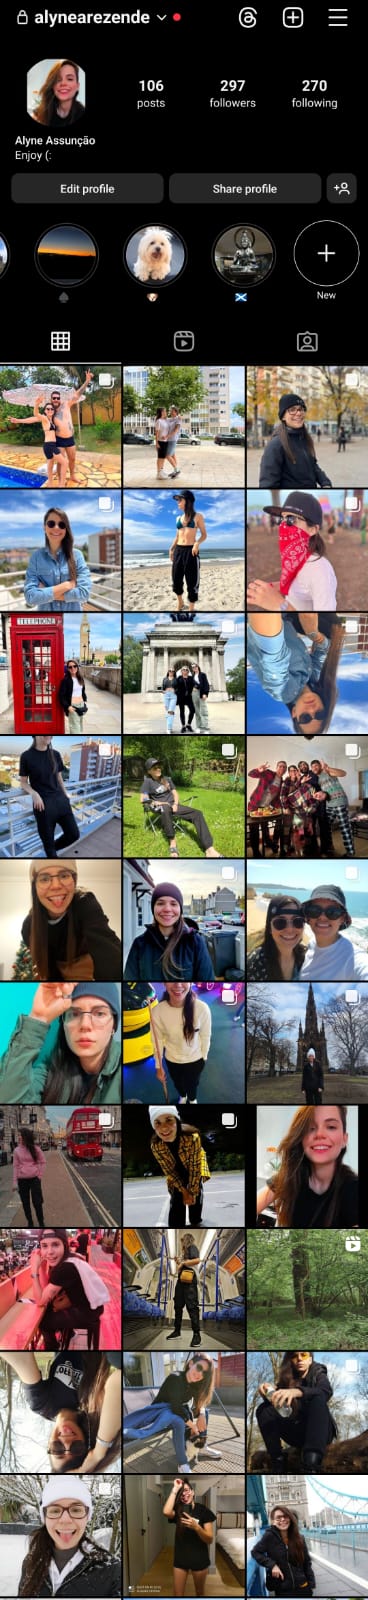 alynearezende
106
297
270
posts
followers
following
Alyne Assunção
Enjoy (:
Edit profile
Share profile
New
TELEPHONE